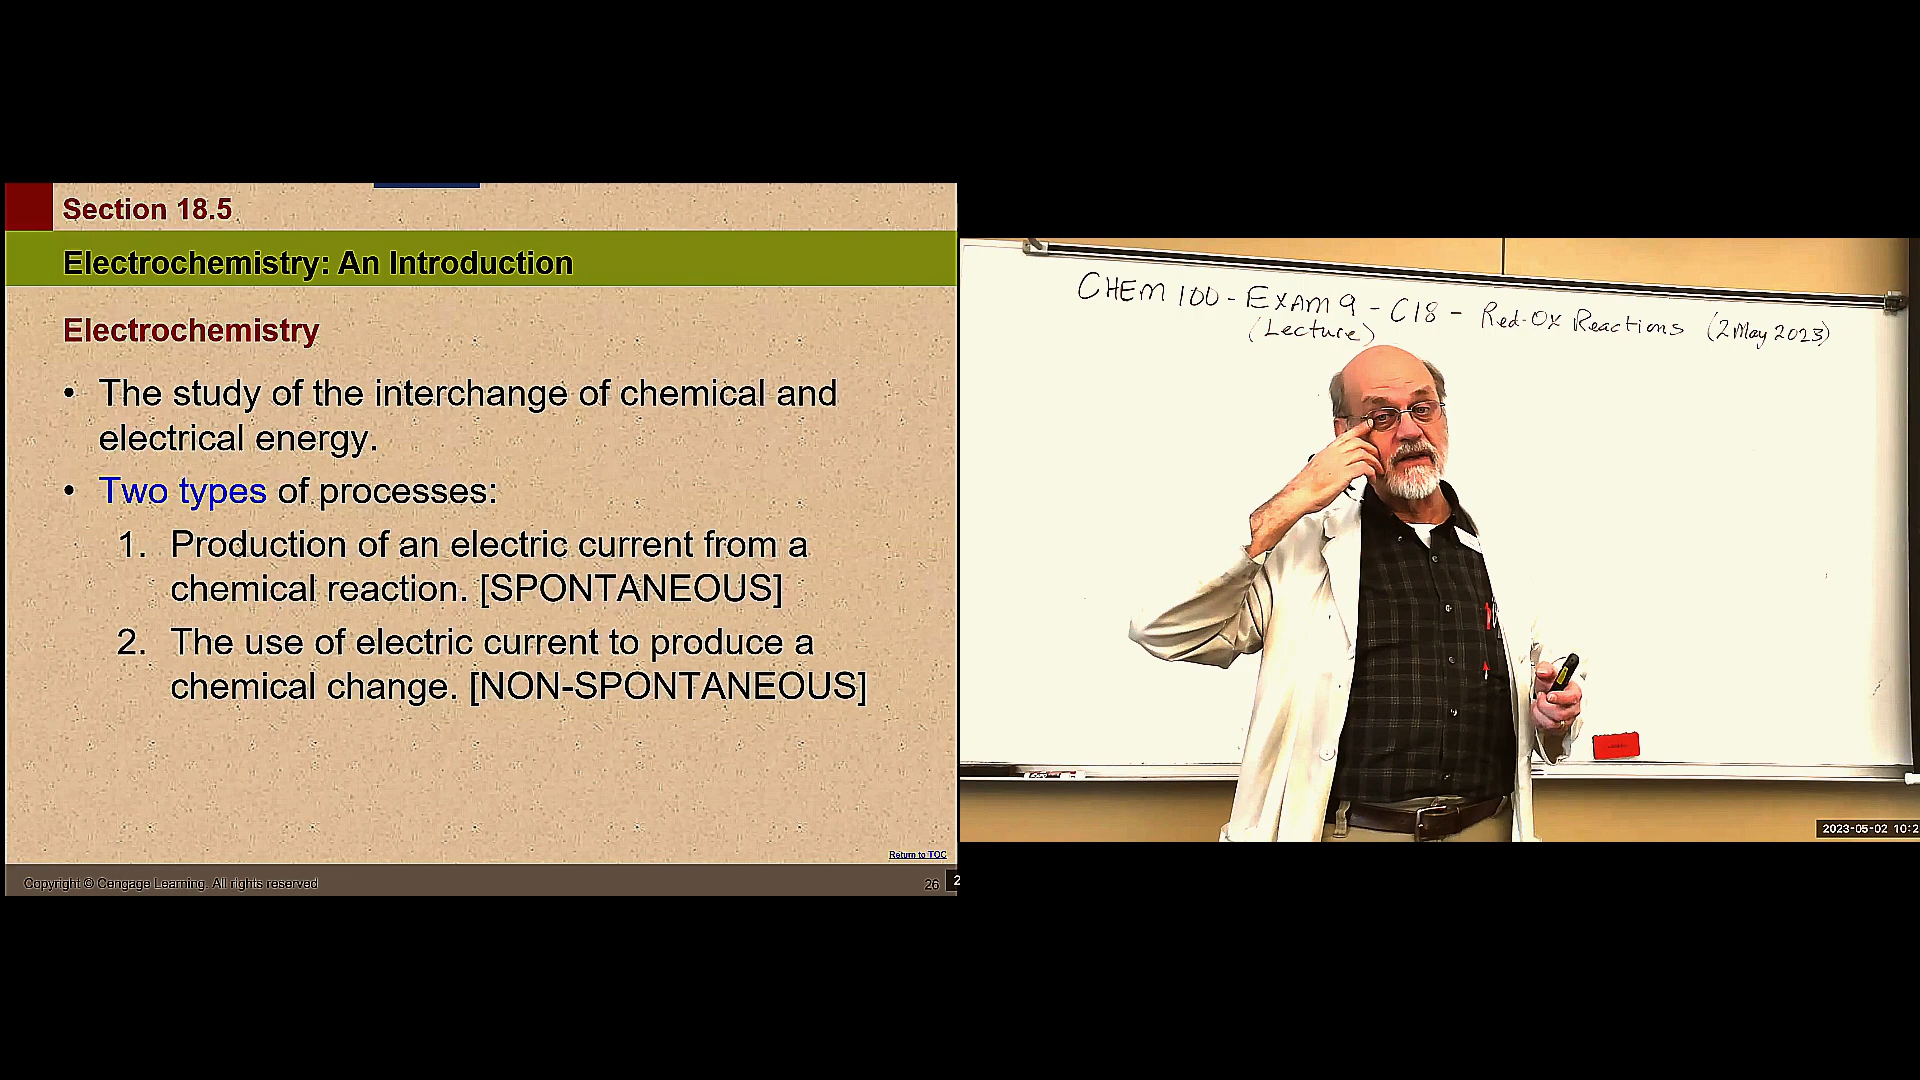 Section 18.5
Electrochemistry: An Introduction
Electrochemistry
• The study of the interchange of chemical and
electrical energy.
• Two types of processes:
1. Production of an electric current from a
chemical reaction. [SPONTANEOUS]
2. The use of electric current to produce a
chemical change. [NON-SPONTANEOUS]
Return to TOC
Copyright © Cengage Learning. All rights reserved
26
2
CHEM 100 - EXAM 9 - C18 - Red-Ox Reactions (2 May 2023)
(Lecture)
2023-05-02 10:2